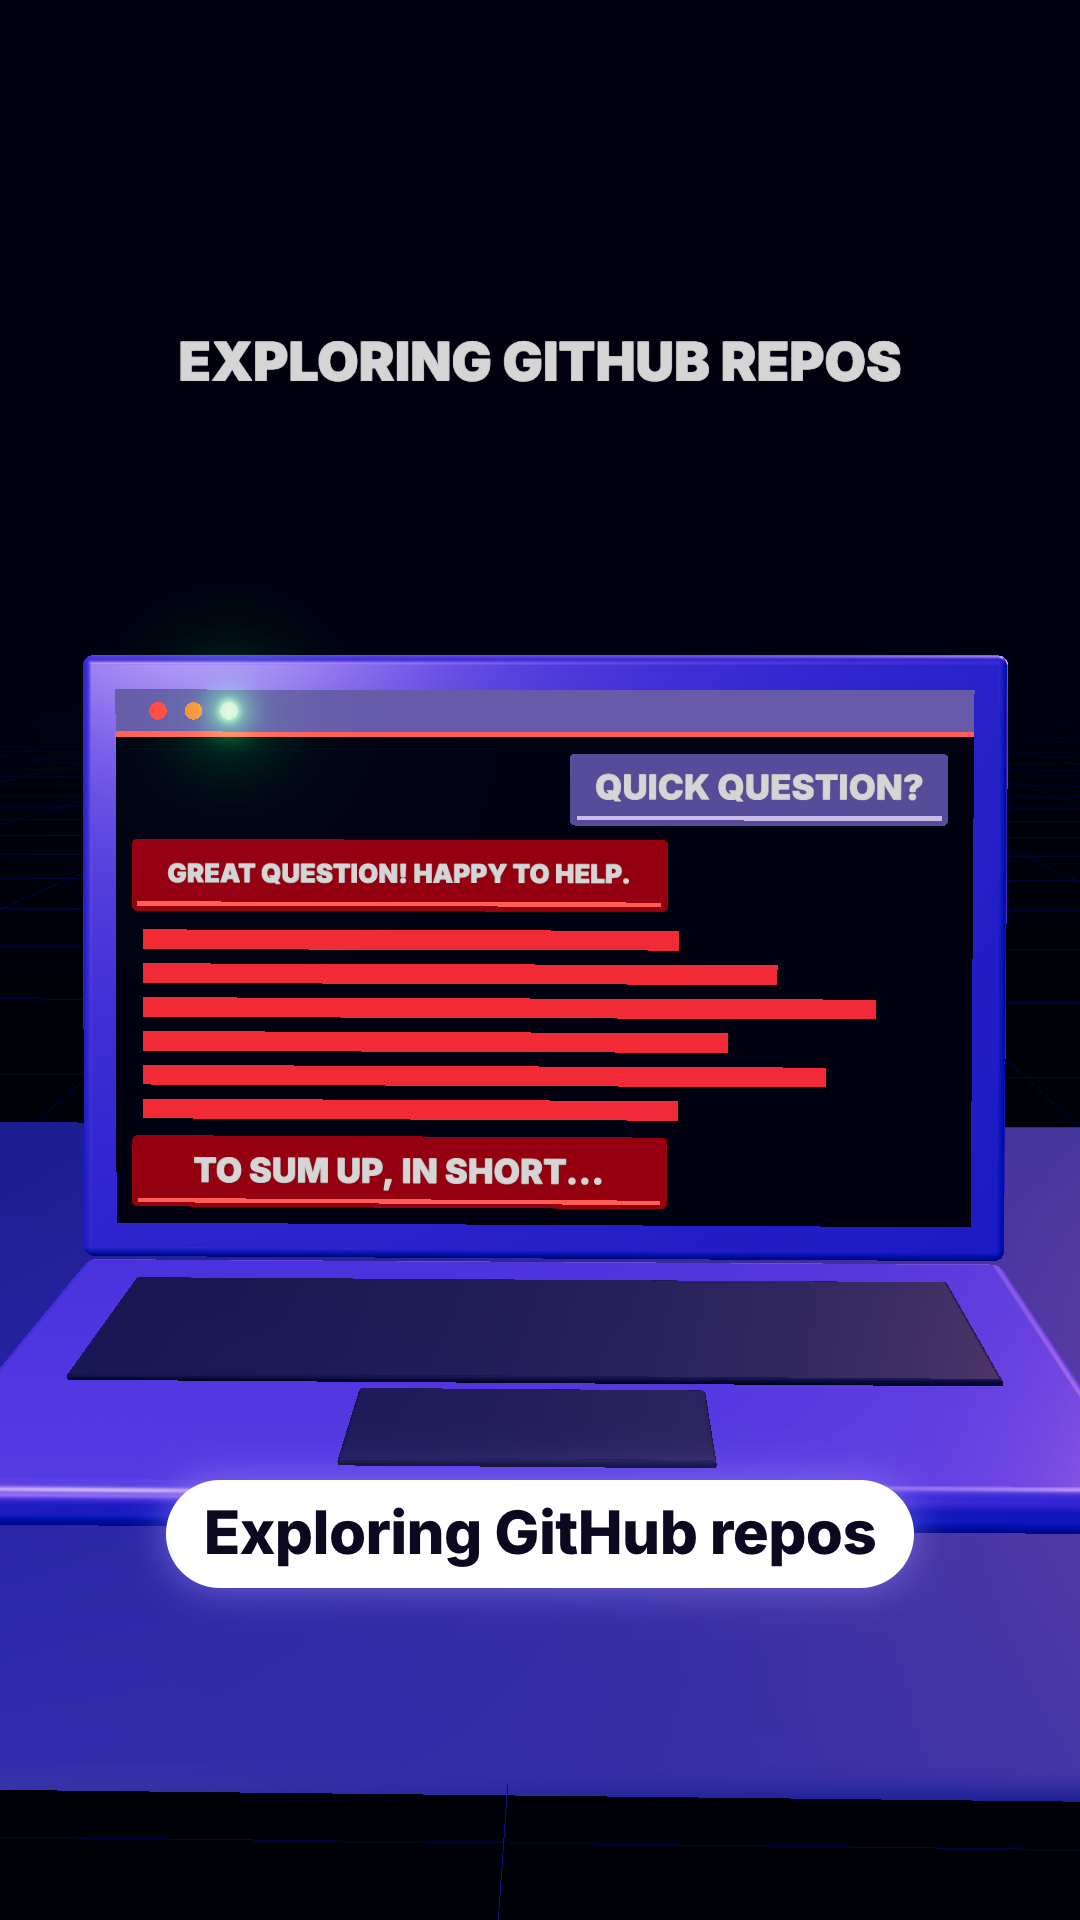 EXPLORING GITHUB REPOS
QUICK QUESTION?
GREAT QUESTION! HAPPY TO HELP.
TO SUM UP, IN SHORT...
Exploring GitHub repos